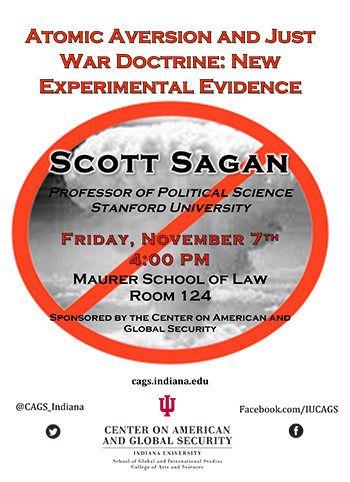 Atomic Aversion and Just
War Doctrine: New
Experimental Evidence
Scott Sagan
Professor of Political Science
Stanford University
Friday, November 7th
4:00 PM
Maurer School of Law
Room 124
Sponsored by the Center on American and
Global Security
cags.indiana.edu
@CAGS_Indiana
Facebook.com/IUCAGS
CENTER ON AMERICAN
AND GLOBAL SECURITY
INDIANA UNIVERSITY
School of Global and International Studies
College of Arts and Sciences